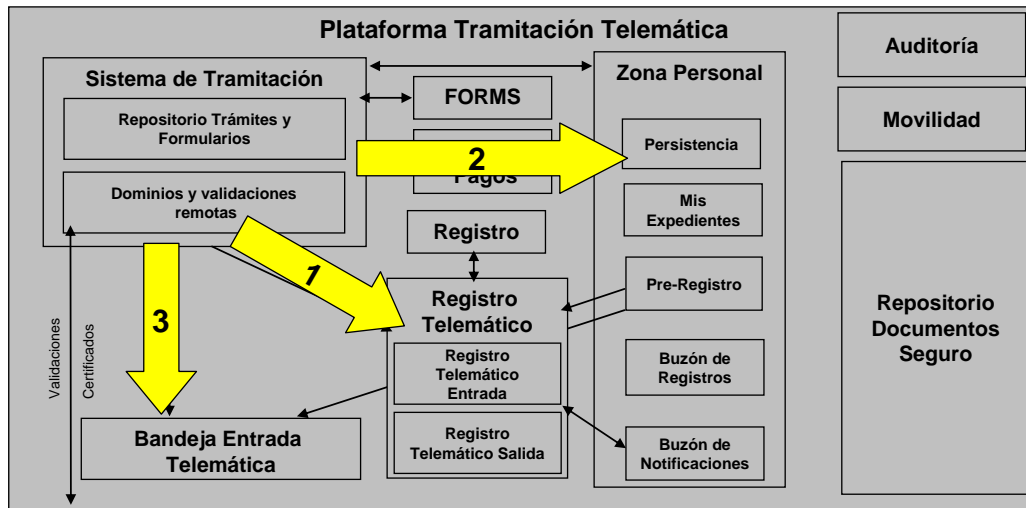 Plataforma Tramitación Telemática
Sistema de Tramitación
Repositorio Trámites y
Formularios
Dominios y validaciones
remotas
FORMS
2
Pagos
Registro
1
3
Registro
Telemático
Registro
Telemático
Entrada
Registro
Telemático Salida
Bandeja Entrada
Telemática
Validaciones
Certificados
Zona Personal
Persistencia
Mis
Expedientes
Pre-Registro
Buzón de
Registros
Buzón de
Notificaciones
Auditoría
Movilidad
Repositorio
Documentos
Seguro